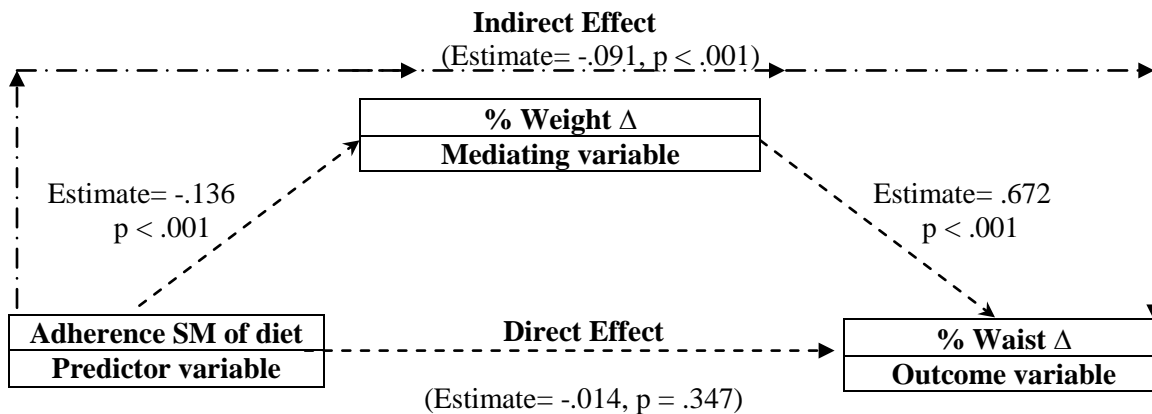 Indirect Effect
(Estimate= -.091, p < .001)
% Weight Δ
Mediating variable
Estimate= -.136
p < .001
Estimate= .672
p < .001
Adherence SM of diet
Predictor variable
Direct Effect
(Estimate= -.014, p = .347)
% Waist Δ
Outcome variable